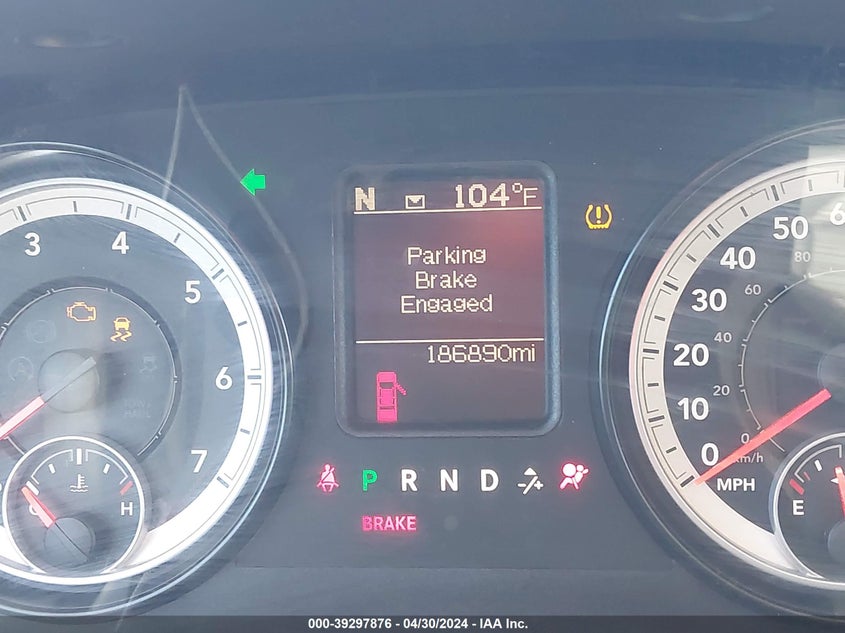 N 104°F
Parking
Brake
Engaged
186890mi
3
4
5
6
7
H
50
80
40
60
30
40
20
20
10
0
0
km/h
MPH
E
P R N D
BRAKE
000-39297876 - 04/30/2024 - IAA Inc.